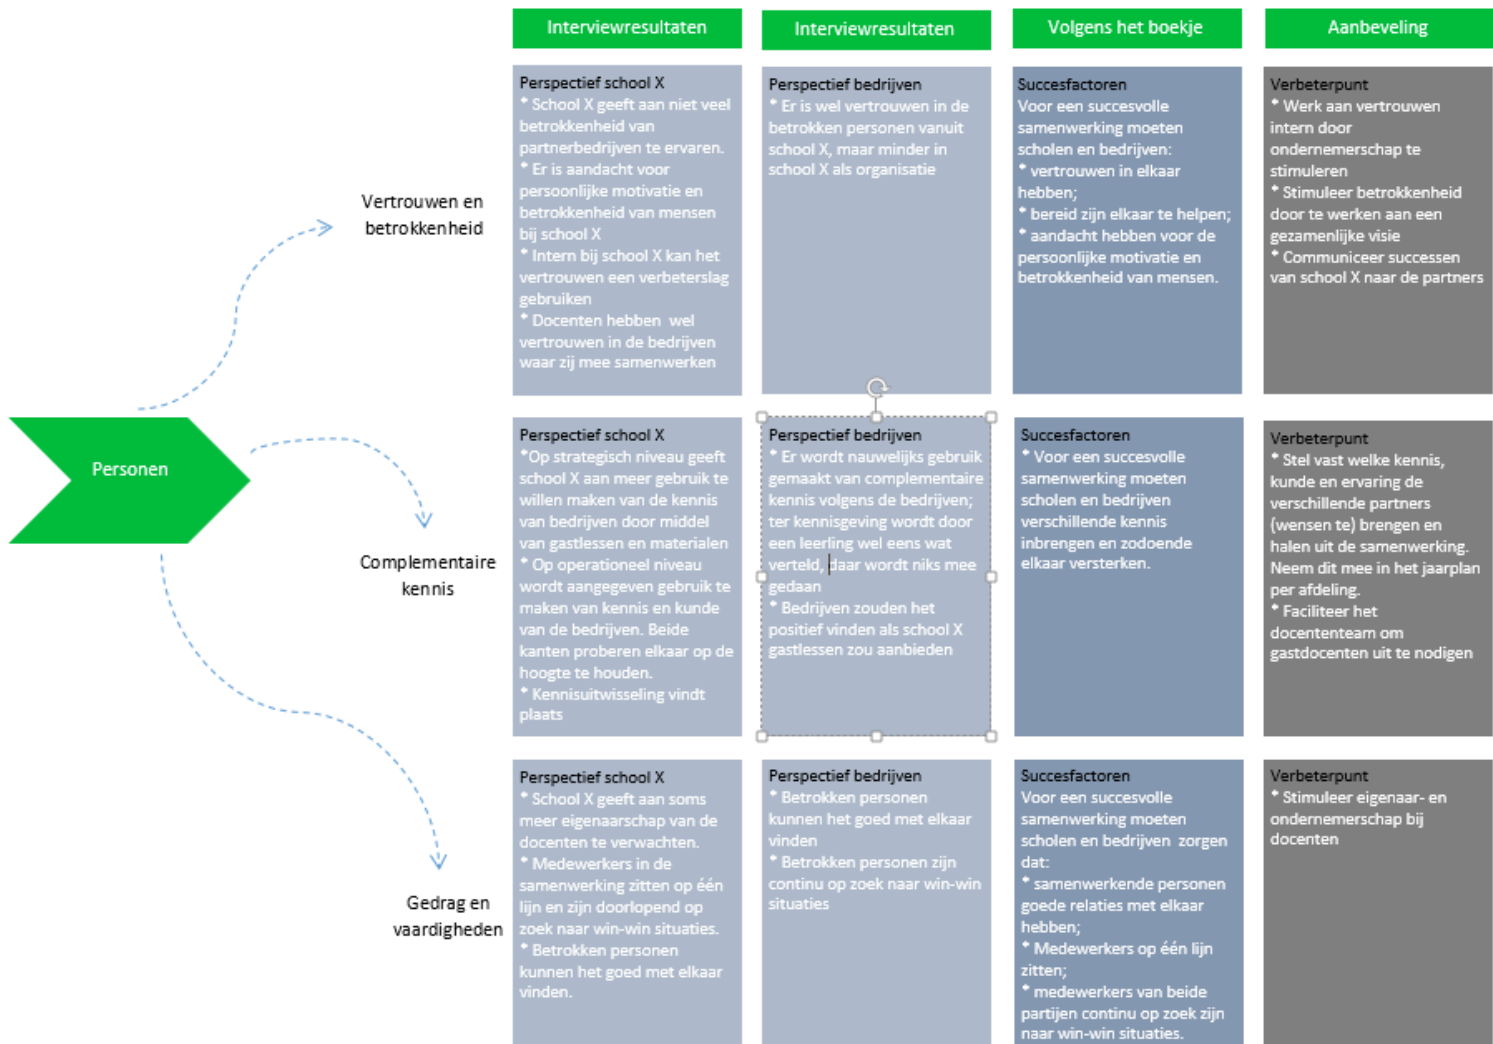 Interviewresultaten
Interviewresultaten
Volgens het boekje
Aanbeveling
Personen
Vertrouwen en
betrokkenheid
Perspectief school X
* School X geeft aan niet veel
betrokkenheid van
partnerbedrijven te ervaren.
* Er is aandacht voor
persoonlijke motivatie en
betrokkenheid van mensen
bij school X
* Intern bij school X kan het
vertrouwen een verbeterslag
gebruiken
* Docenten hebben wel
vertrouwen in de bedrijven
waar zij mee samenwerken
Perspectief bedrijven
* Er is wel vertrouwen in de
betrokken personen vanuit
school X, maar minder in
school X als organisatie
Succesfactoren
Voor een succesvolle
samenwerking moeten
scholen en bedrijven:
* vertrouwen in elkaar
hebben;
* bereid zijn elkaar te helpen;
* aandacht hebben voor de
persoonlijke motivatie en
betrokkenheid van mensen.
Verbeterpunt
* Werk aan vertrouwen
intern door
ondernemerschap te
stimuleren
* Stimuleer betrokkenheid
door te werken aan een
gezamenlijke visie
* Communiceer successen
van school X naar de partners
Complementaire
kennis
Perspectief school X
*Op strategisch niveau geeft
school X aan meer gebruik te
willen maken van de kennis
van bedrijven door middel
van gastlessen en materialen
* Op operationeel niveau
wordt aangegeven gebruik te
maken van kennis en kunde
van de bedrijven. Beide
kanten proberen elkaar op de
hoogte te houden.
* Kennisuitwisseling vindt
plaats
Perspectief bedrijven
* Er wordt nauwelijks gebruik
gemaakt van complementaire
kennis volgens de bedrijven;
ter kennisgeving wordt door
een leerling wel eens wat
verteld, daar wordt niks mee
gedaan
* Bedrijven zouden het
positief vinden als school X
gastlessen zou aanbieden
Succesfactoren
* Voor een succesvolle
samenwerking moeten
scholen en bedrijven
verschillende kennis
inbrengen en zodoende
elkaar versterken.
Verbeterpunt
* Stel vast welke kennis,
kunde en ervaring de
verschillende partners
(wensen te) brengen en
halen uit de samenwerking.
Neem dit mee in het jaarplan
per afdeling.
* Faciliteer het
docententeam om
gastdocenten uit te nodigen
Gedrag en
vaardigheden
Perspectief school X
* School X geeft aan soms
meer eigenaarschap van de
docenten te verwachten.
* Medewerkers in de
samenwerking zitten op één
lijn en zijn doorlopend op
zoek naar win-win situaties.
* Betrokken personen
kunnen het goed met elkaar
vinden.
Perspectief bedrijven
* Betrokken personen
kunnen het goed met elkaar
vinden
* Betrokken personen zijn
continu op zoek naar win-win
situaties
Succesfactoren
Voor een succesvolle
samenwerking moeten
scholen en bedrijven zorgen
dat:
* samenwerkende personen
goede relaties met elkaar
hebben;
* Medewerkers op één lijn
zitten;
* medewerkers van beide
partijen continu op zoek zijn
naar win-win situaties.
Verbeterpunt
* Stimuleer eigenaar- en
ondernemerschap bij
docenten